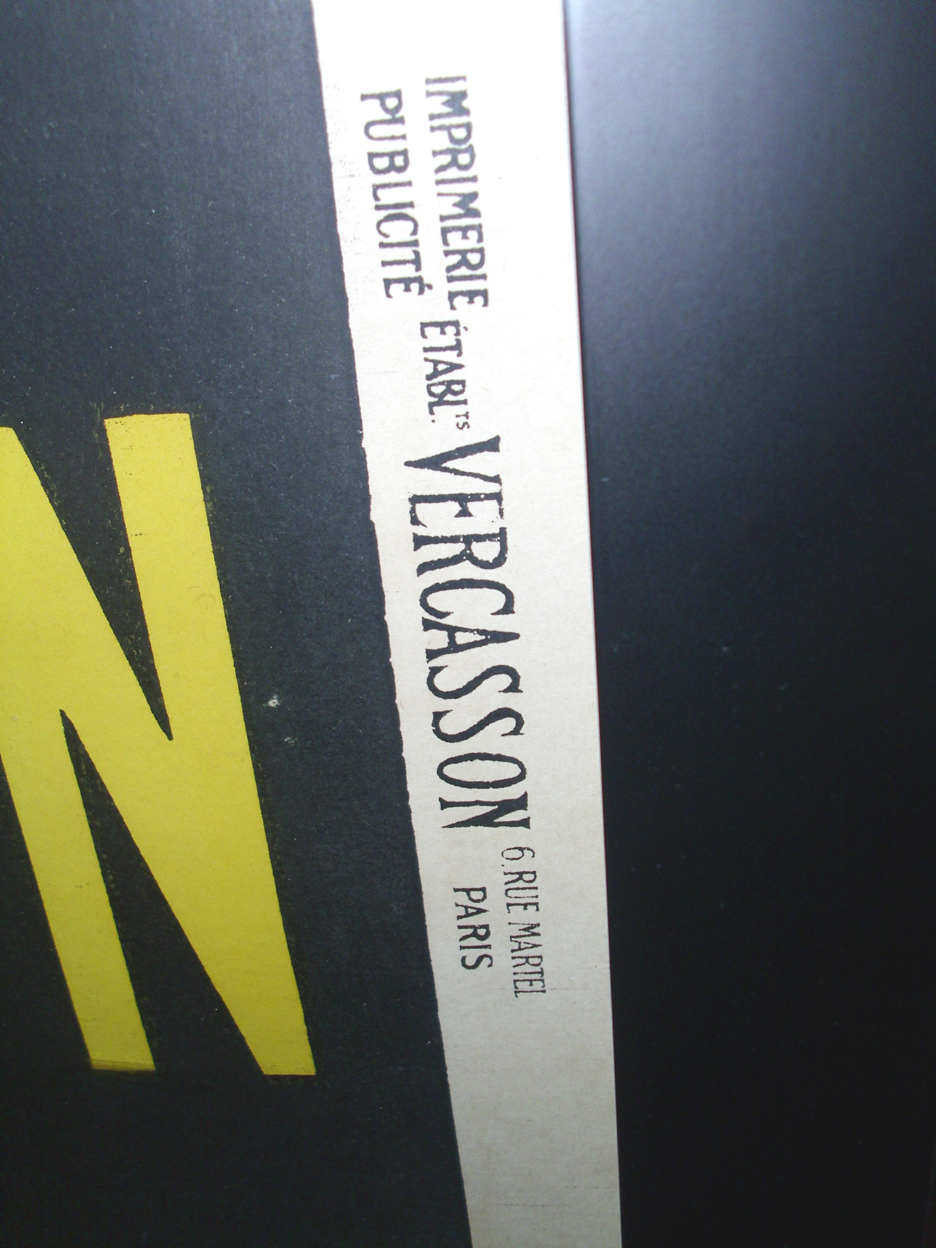 IMPRIMERIE
PUBLICITÉ
ÉTABL.TS VERCASSON
6.RUE MARTEL
PARIS
N